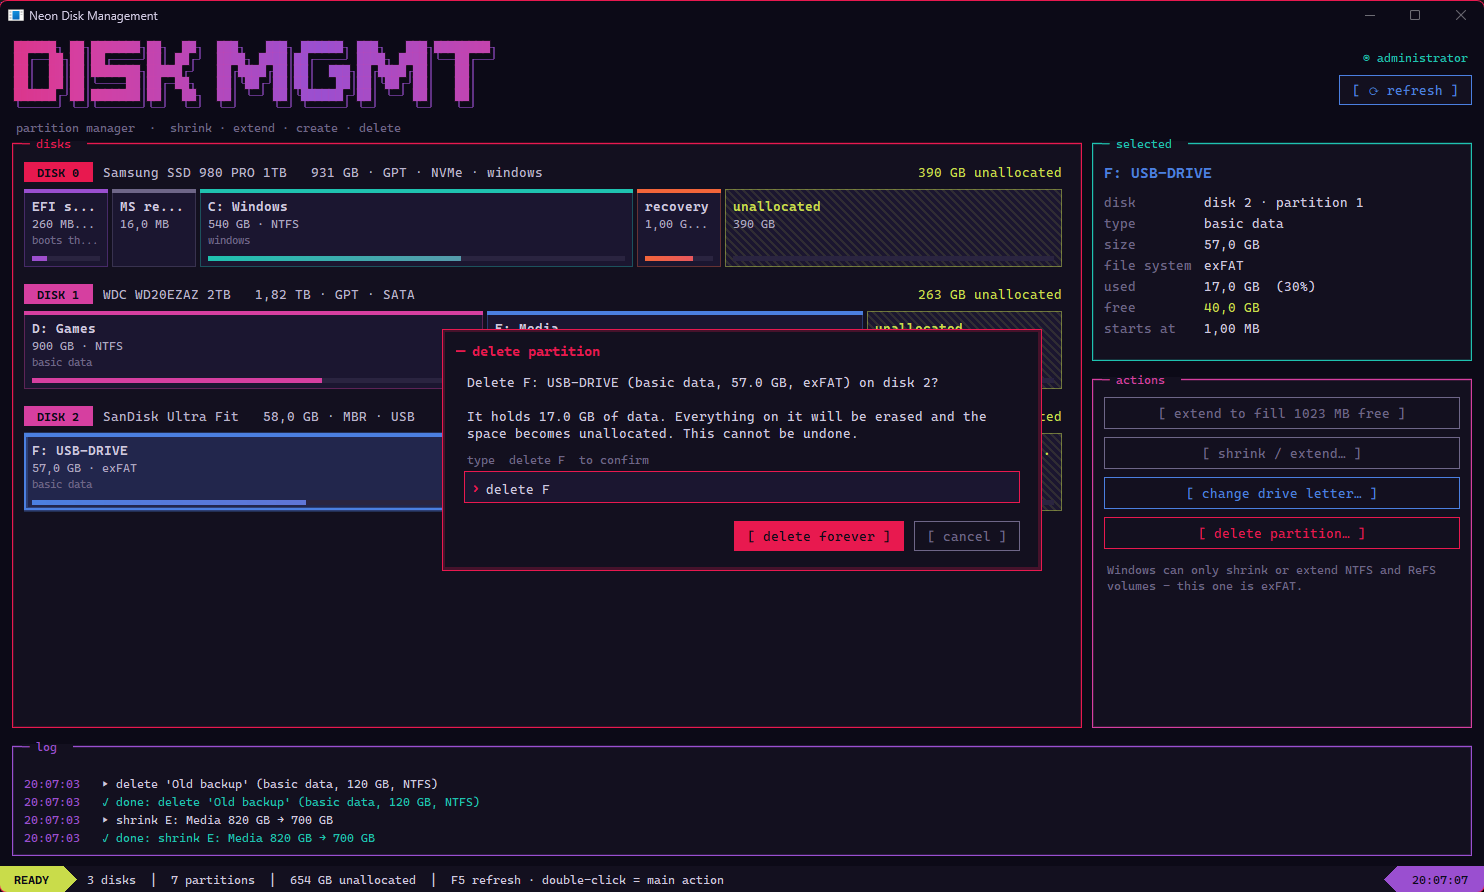 Neon Disk Management
DISK MGMT
◉ administrator
[ ⟳ refresh ]
partition manager · shrink · extend · create · delete
disks
DISK 0 Samsung SSD 980 PRO 1TB 931 GB · GPT · NVMe · windows 390 GB unallocated
EFI s... MS re... C: Windows recovery unallocated
260 MB... 16,0 MB 540 GB · NTFS 1,00 G... 390 GB
boots th... windows
DISK 1 WDC WD20EZAZ 2TB 1,82 TB · GPT · SATA 263 GB unallocated
D: Games E: Media unallocated
900 GB · NTFS
basic data
DISK 2 SanDisk Ultra Fit 58,0 GB · MBR · USB
F: USB-DRIVE
57,0 GB · exFAT
basic data
delete partition
Delete F: USB-DRIVE (basic data, 57.0 GB, exFAT) on disk 2?
It holds 17.0 GB of data. Everything on it will be erased and the
space becomes unallocated. This cannot be undone.
type delete F to confirm
› delete F
[ delete forever ] [ cancel ]
selected
F: USB-DRIVE
disk disk 2 · partition 1
type basic data
size 57,0 GB
file system exFAT
used 17,0 GB (30%)
free 40,0 GB
starts at 1,00 MB
actions
[ extend to fill 1023 MB free ]
[ shrink / extend… ]
[ change drive letter… ]
[ delete partition… ]
Windows can only shrink or extend NTFS and ReFS
volumes — this one is exFAT.
log
20:07:03 ▸ delete 'Old backup' (basic data, 120 GB, NTFS)
20:07:03 ✓ done: delete 'Old backup' (basic data, 120 GB, NTFS)
20:07:03 ▸ shrink E: Media 820 GB → 700 GB
20:07:03 ✓ done: shrink E: Media 820 GB → 700 GB
READY 3 disks │ 7 partitions │ 654 GB unallocated │ F5 refresh · double-click = main action 20:07:07